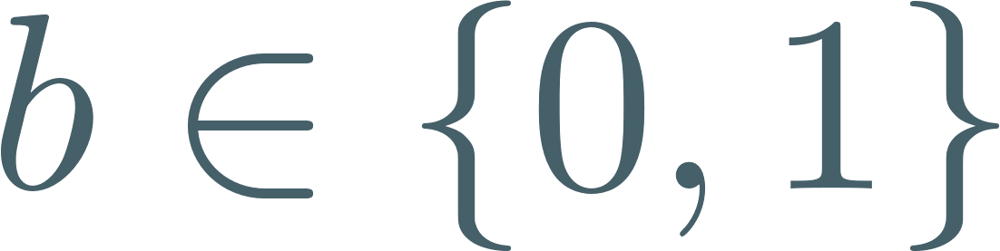 b ∈ {0, 1}